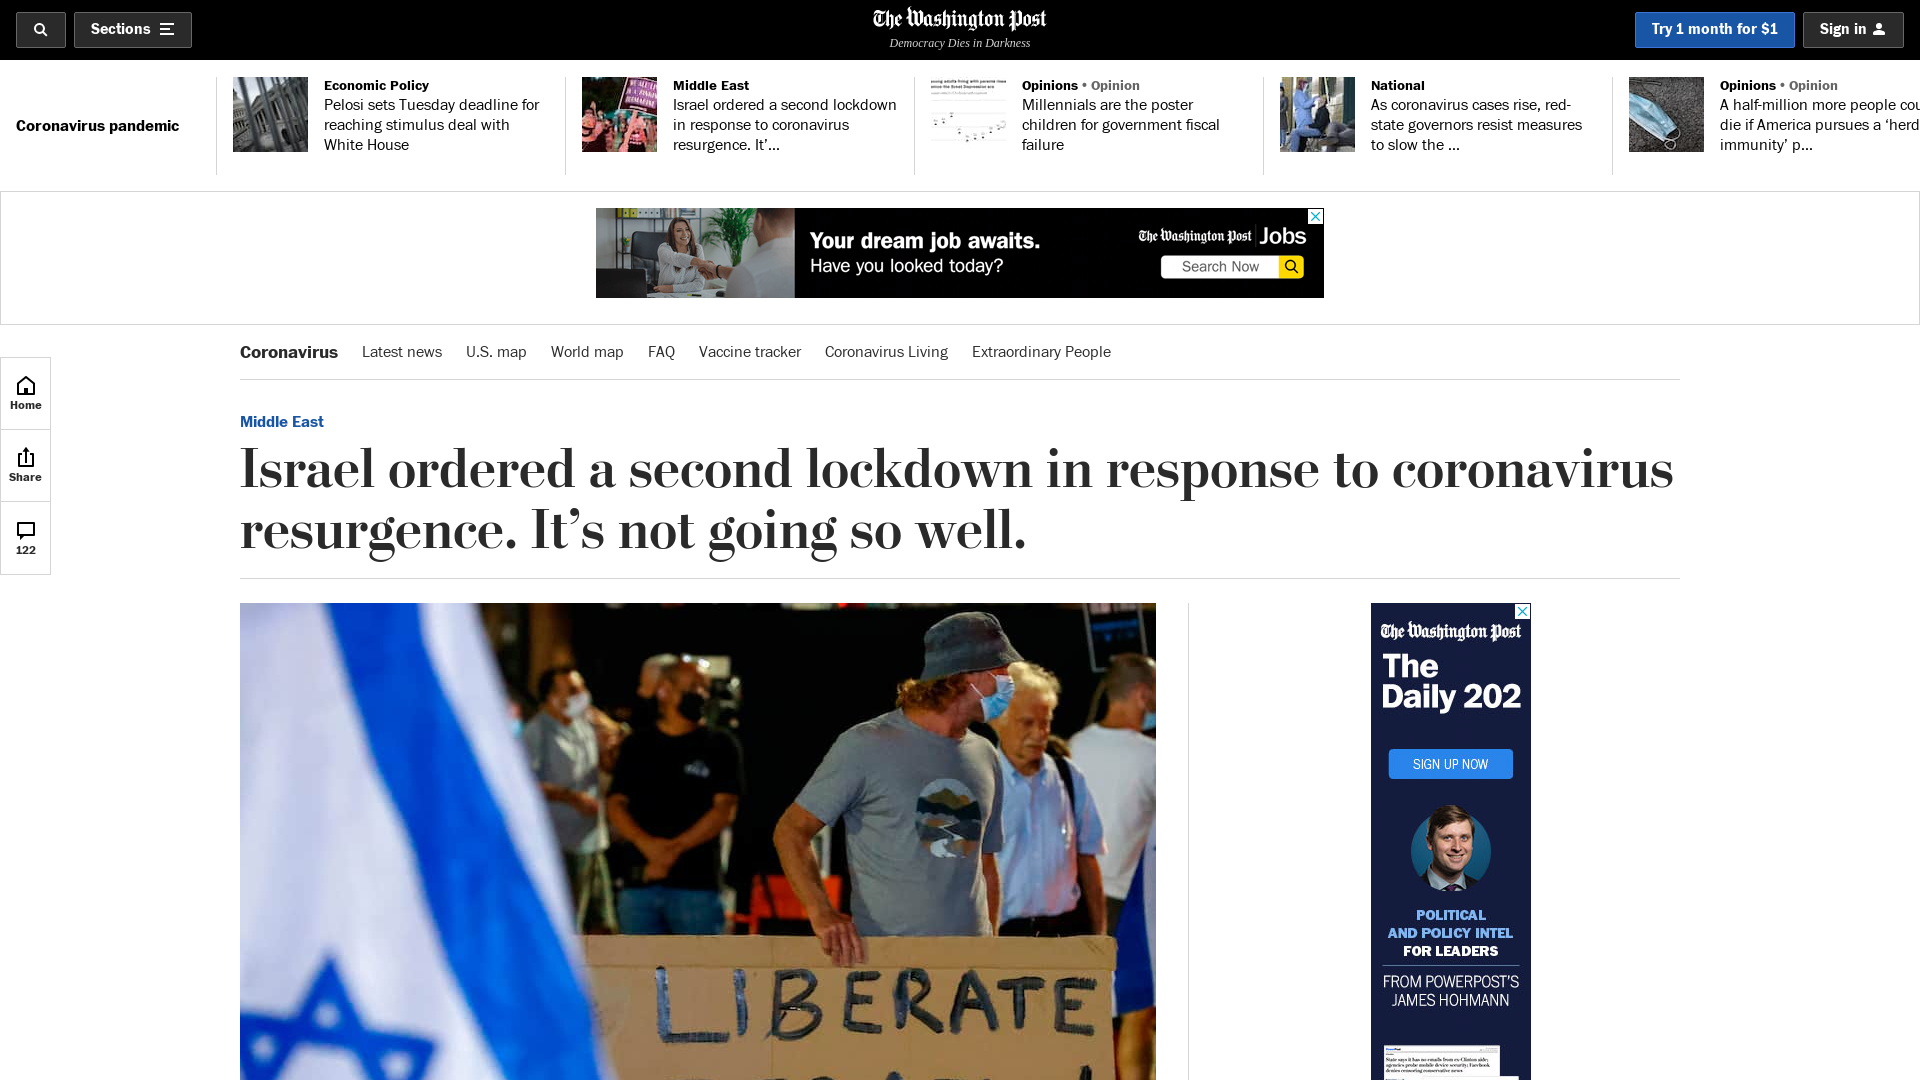 Sections
The Washington Post
Democracy Dies in Darkness
Try 1 month for $1
Sign in
Coronavirus pandemic
Economic Policy
Pelosi sets Tuesday deadline for
reaching stimulus deal with
White House
Middle East
Israel ordered a second lockdown
in response to coronavirus
resurgence. It’s...
Opinions • Opinion
Millennials are the poster
children for government fiscal
failure
National
As coronavirus cases rise, red-
state governors resist measures
to slow the ...
Opinions • Opinion
A half-million more people cou
die if America pursues a ‘herd
immunity’ p...
Your dream job awaits.
Have you looked today?
The Washington Post Jobs
Search Now
Coronavirus
Latest news
U.S. map
World map
FAQ
Vaccine tracker
Coronavirus Living
Extraordinary People
Home
Share
122
Middle East
Israel ordered a second lockdown in response to coronavirus
resurgence. It’s not going so well.
LIBERATE
The Washington Post
The
Daily 202
SIGN UP NOW
POLITICAL
AND POLICY INTEL
FOR LEADERS
FROM POWERPOST’S
JAMES HOHMANN